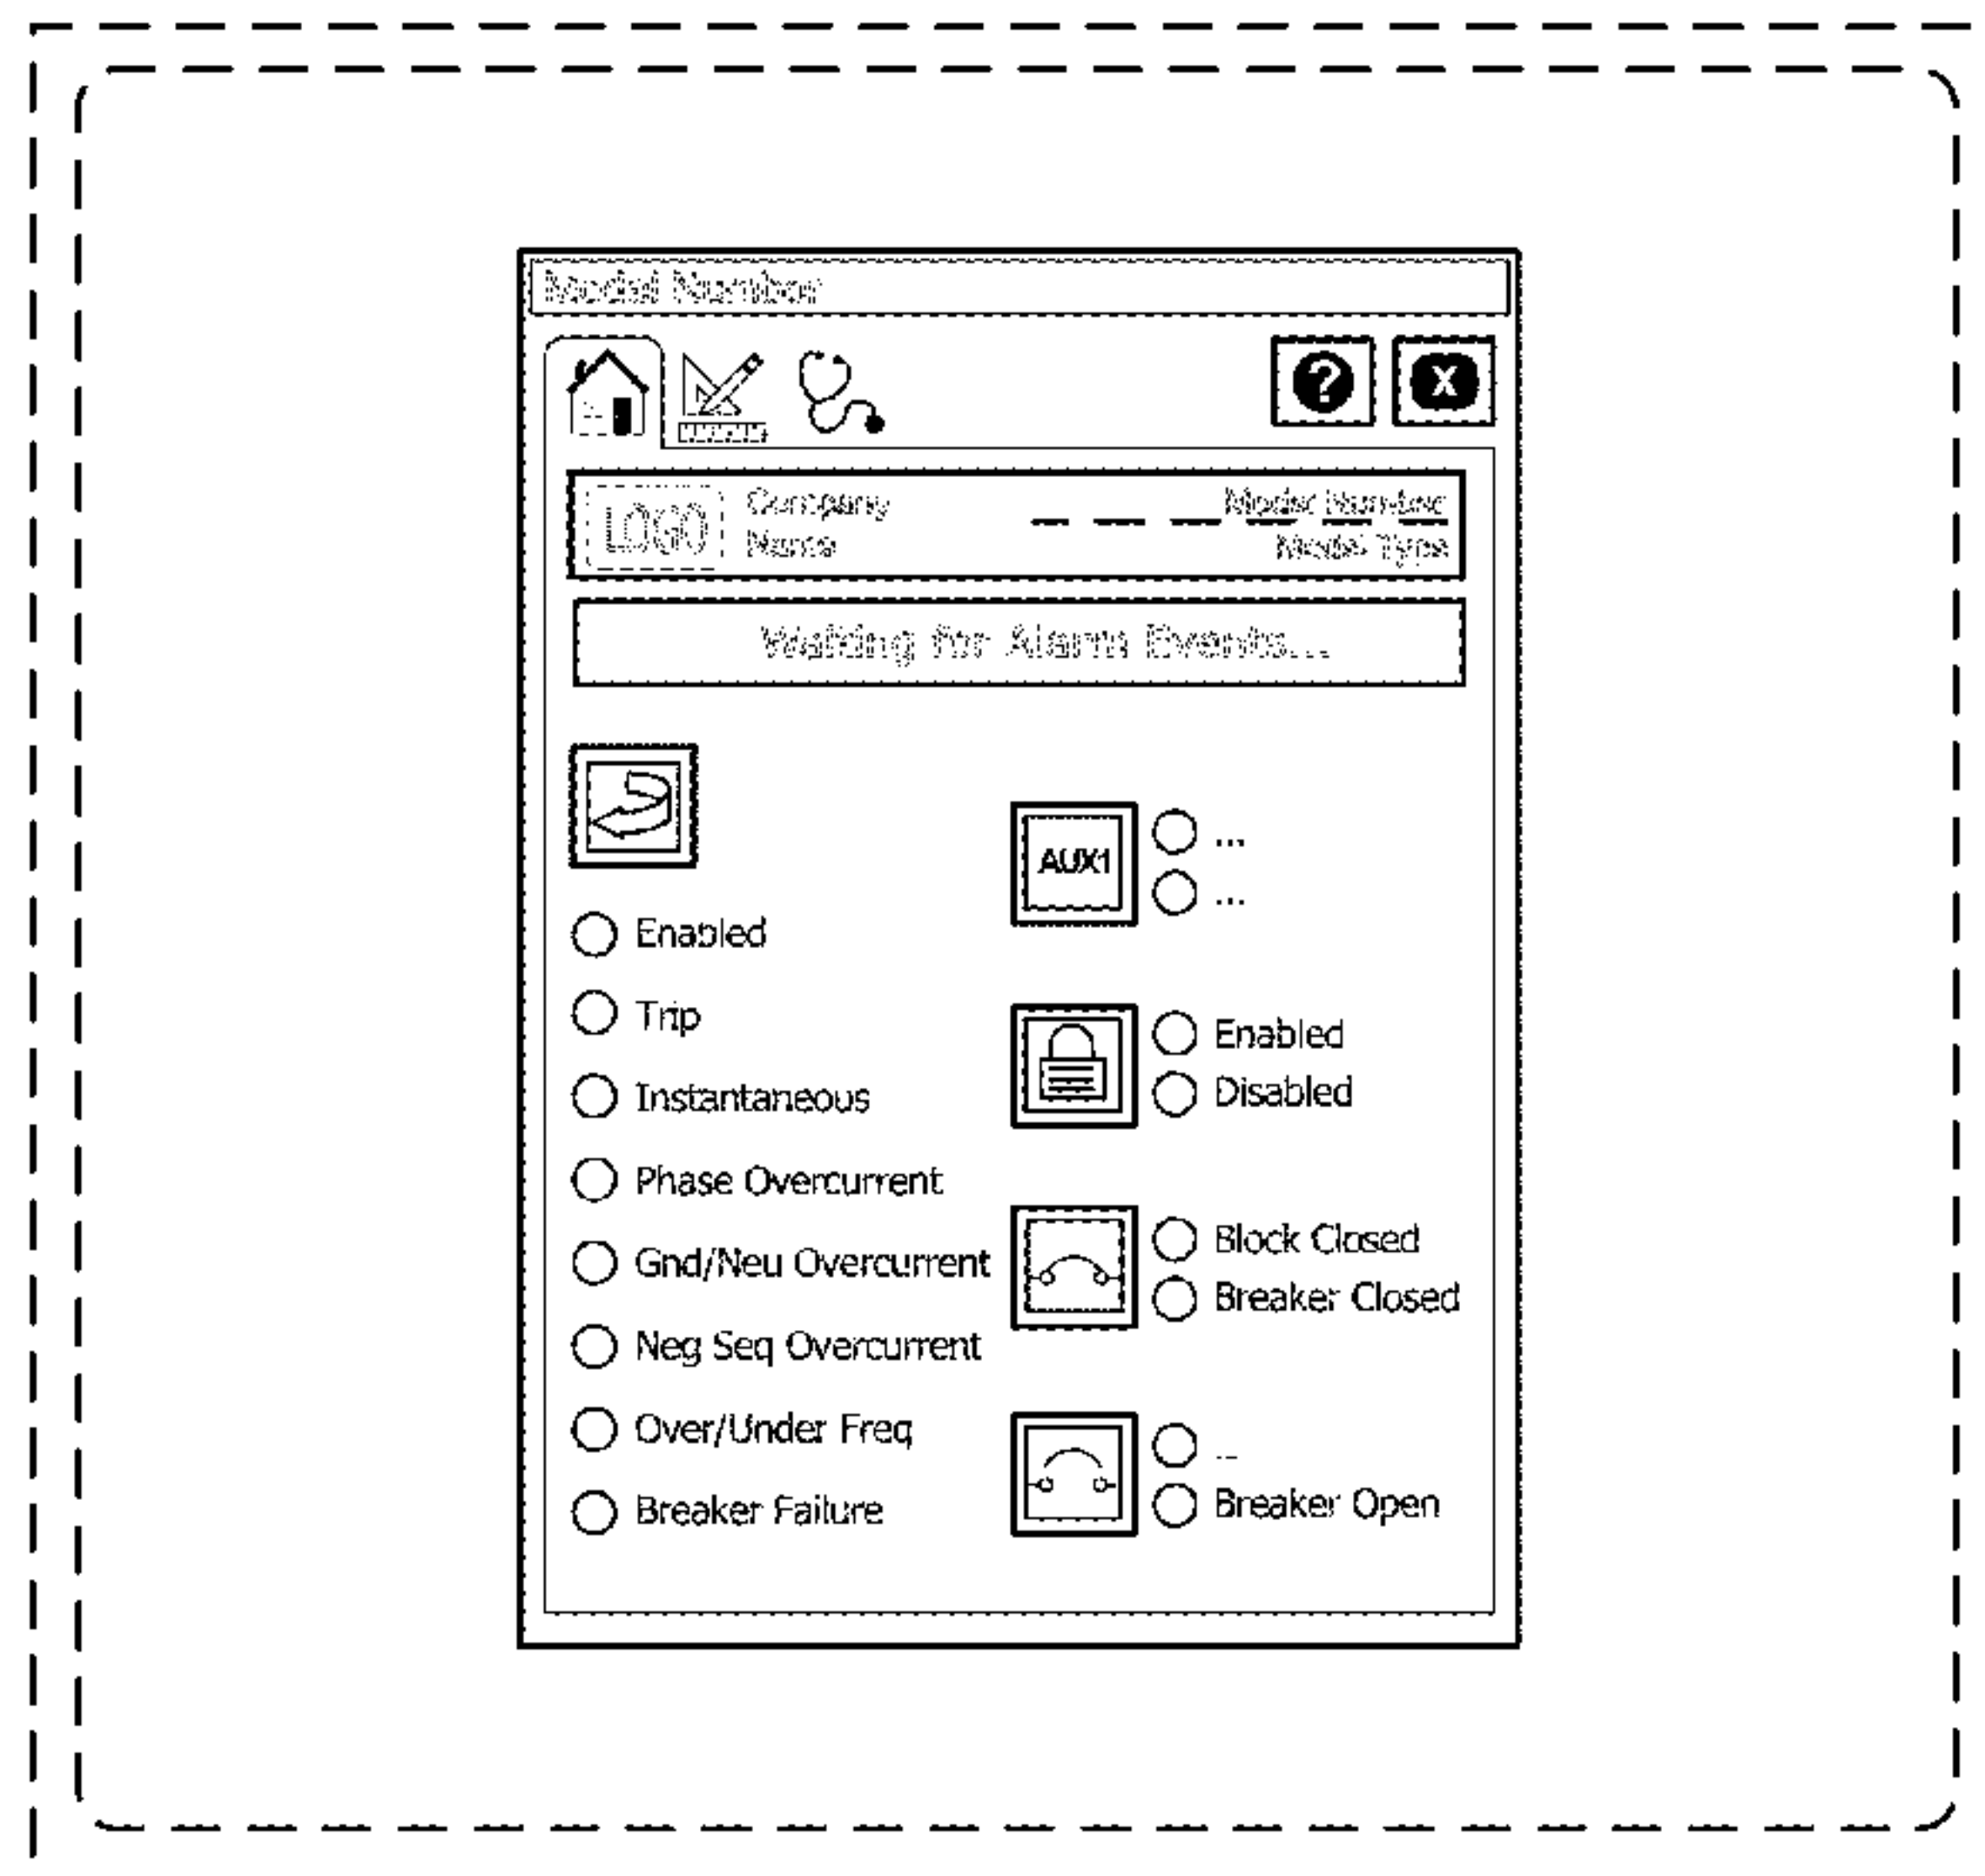 Model Number
? X
LOGO Company Name
Model Number
Model Type
Waiting for Alarm Events...
Enabled
Trip
Instantaneous
Phase Overcurrent
Gnd/Neu Overcurrent
Neg Seq Overcurrent
Over/Under Freq
Breaker Failure
AUX1
...
...
Enabled
Disabled
Block Closed
Breaker Closed
...
Breaker Open